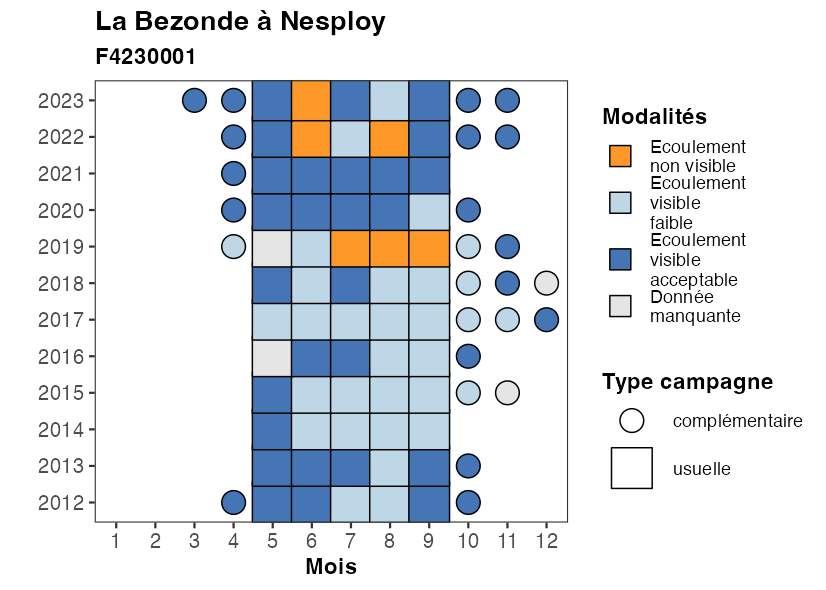 La Bezonde à Nesploy
F4230001
2023
2022
2021
2020
2019
2018
2017
2016
2015
2014
2013
2012
1 2 3 4 5 6 7 8 9 10 11 12
Mois
Modalités
Ecoulement
non visible
Ecoulement
visible
faible
Ecoulement
visible
acceptable
Donnée
manquante
Type campagne
complémentaire
usuelle